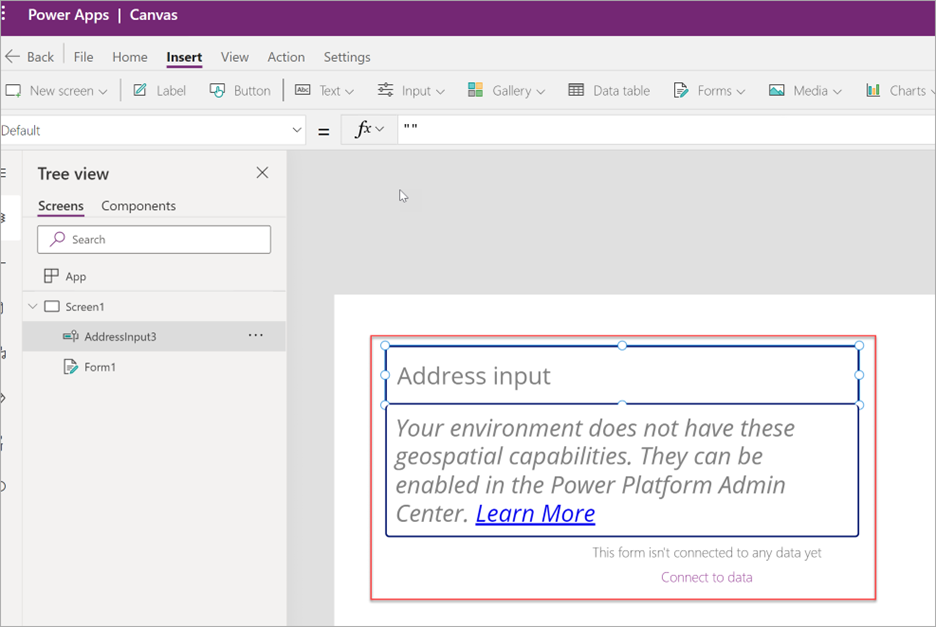 Power Apps | Canvas
Back File Home Insert View Action Settings
New screen Label Button Text Input Gallery Data table Forms Media Charts
Default = fx ""
Tree view
Screens Components
Search
App
Screen1
AddressInput3 ...
Form1
Address input
Your environment does not have these
geospatial capabilities. They can be
enabled in the Power Platform Admin
Center. Learn More
This form isn't connected to any data yet
Connect to data